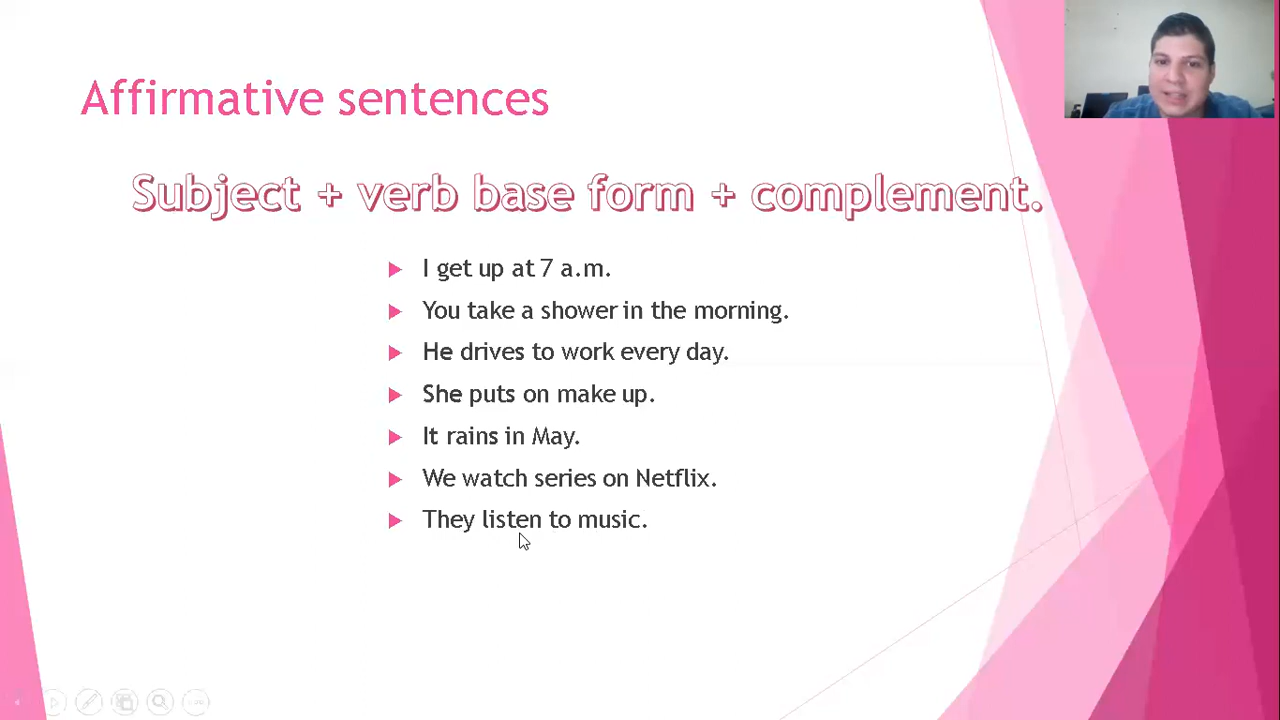 Affirmative sentences
Subject + verb base form + complement.
I get up at 7 a.m.
You take a shower in the morning.
He drives to work every day.
She puts on make up.
It rains in May.
We watch series on Netflix.
They listen to music.